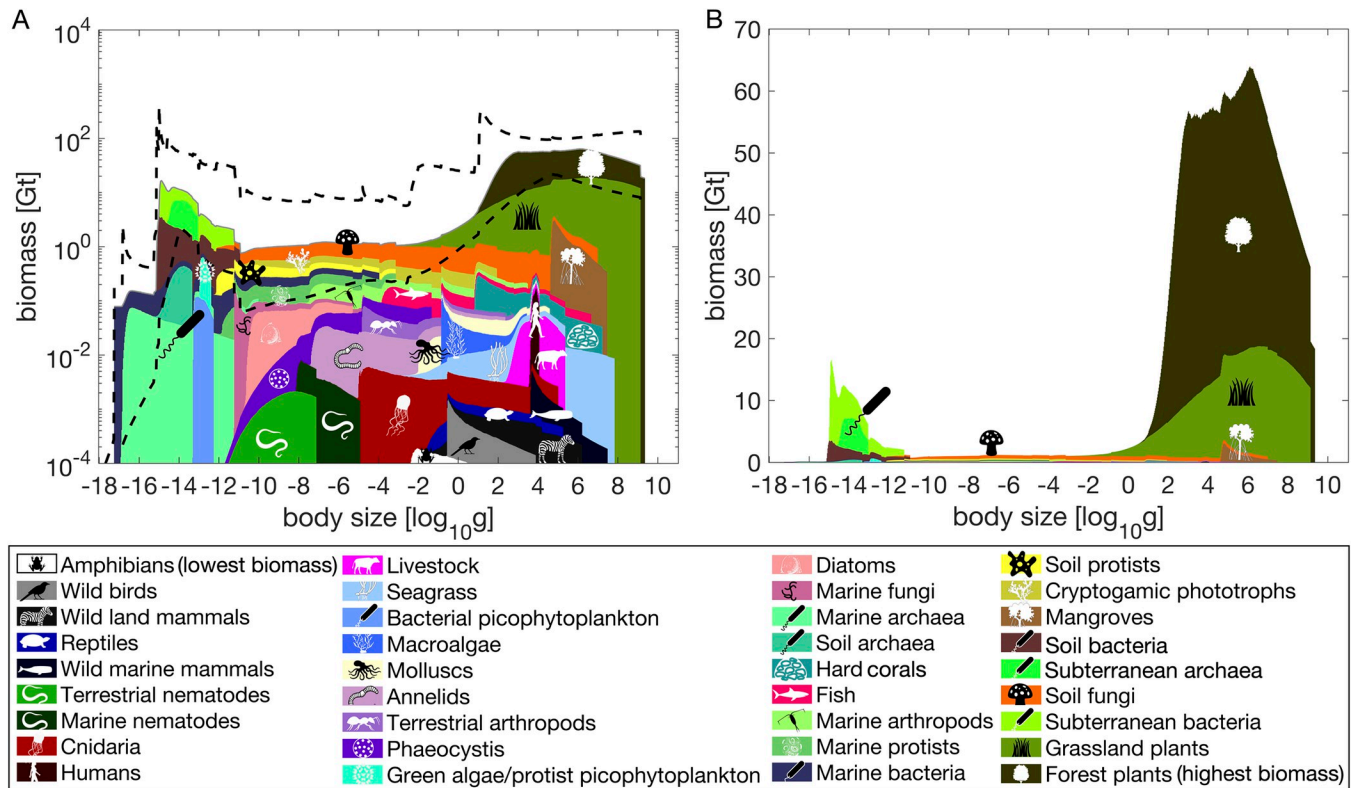 A
10^4
10^2
10^0
10^-2
10^-4
biomass [Gt]
-18 -16 -14 -12 -10 -8 -6 -4 -2 0 2 4 6 8 10
body size [log10g]
B
70
60
50
40
30
20
10
0
biomass [Gt]
-18 -16 -14 -12 -10 -8 -6 -4 -2 0 2 4 6 8 10
body size [log10g]
Amphibians (lowest biomass)
Wild birds
Wild land mammals
Reptiles
Wild marine mammals
Terrestrial nematodes
Marine nematodes
Cnidaria
Humans
Livestock
Seagrass
Bacterial picophytoplankton
Macroalgae
Molluscs
Annelids
Terrestrial arthropods
Phaeocystis
Green algae/protist picophytoplankton
Diatoms
Marine fungi
Marine archaea
Soil archaea
Hard corals
Fish
Marine arthropods
Marine protists
Marine bacteria
Soil protists
Cryptogamic phototrophs
Mangroves
Soil bacteria
Subterranean archaea
Soil fungi
Subterranean bacteria
Grassland plants
Forest plants (highest biomass)